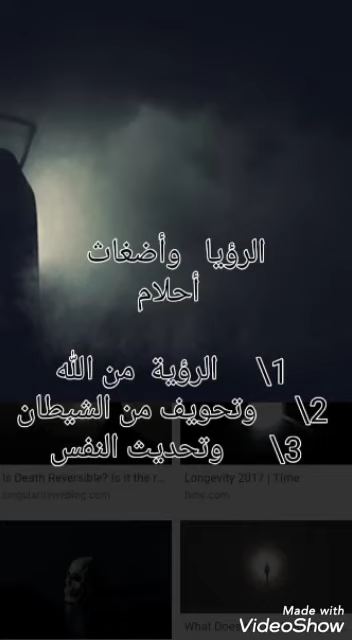 الرؤيا وأضغاث
أحلام
1\ الرؤية من الله
2\ وتحويف من الشيطان
3\ وتحديث النفس
Is Death Reversible? Is it the r...
Longevity 2017 | Time
time.com
What Does
Made with
VideoShow